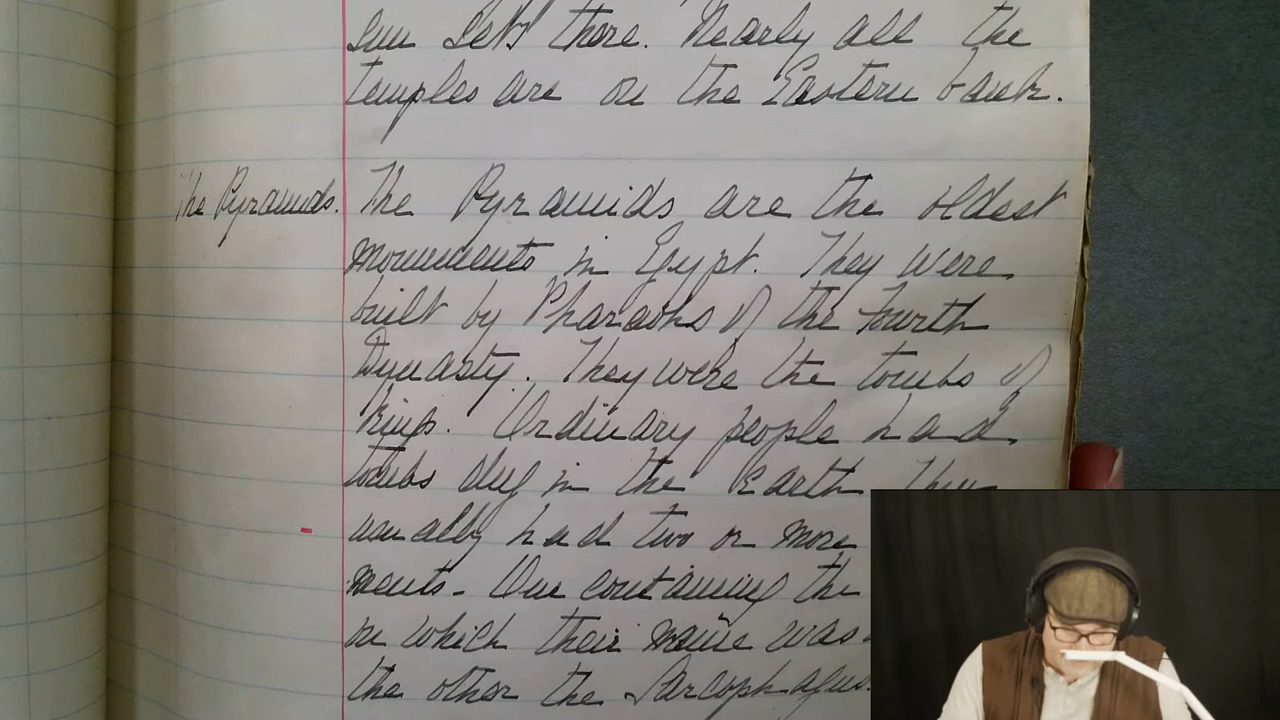 sun sets there. Nearly all the
temples are on the Eastern bank.
The Pyramids.
The Pyramids are the oldest
monuments in Egypt. They were
built by Pharaohs of the Fourth
Dynasty. They were the tombs of
Kings. Ordinary people had
tombs dug in the Earth. They
usually had two or more
ments - One containing the
on which their name was
the other the Sarcophagus.